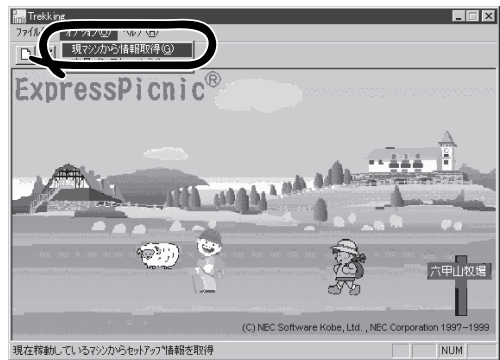 Trekking
ファイル
オプション(O) ヘルプ(H)
現マシンから情報取得(G)
ExpressPicnic®
六甲山牧場
(C) NEC Software Kobe, Ltd. , NEC Corporation 1997-1999
現在稼動しているマシンからセットアップ情報を取得
NUM